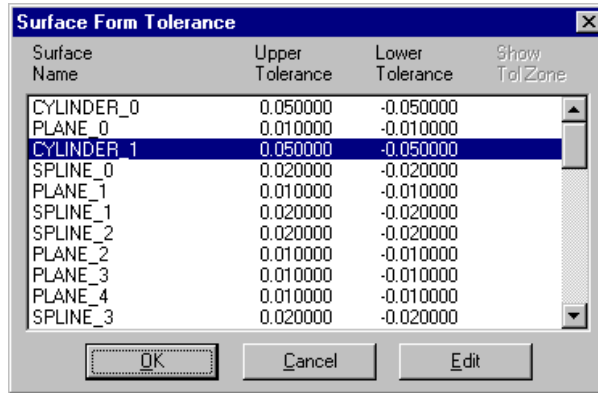 Surface Form Tolerance
Surface Name Upper Tolerance Lower Tolerance Show Tol Zone
CYLINDER_0 0.050000 -0.050000
PLANE_0 0.010000 -0.010000
CYLINDER_1 0.050000 -0.050000
SPLINE_0 0.020000 -0.020000
PLANE_1 0.010000 -0.010000
SPLINE_1 0.020000 -0.020000
SPLINE_2 0.020000 -0.020000
PLANE_2 0.010000 -0.010000
PLANE_3 0.010000 -0.010000
PLANE_4 0.010000 -0.010000
SPLINE_3 0.020000 -0.020000
OK Cancel Edit